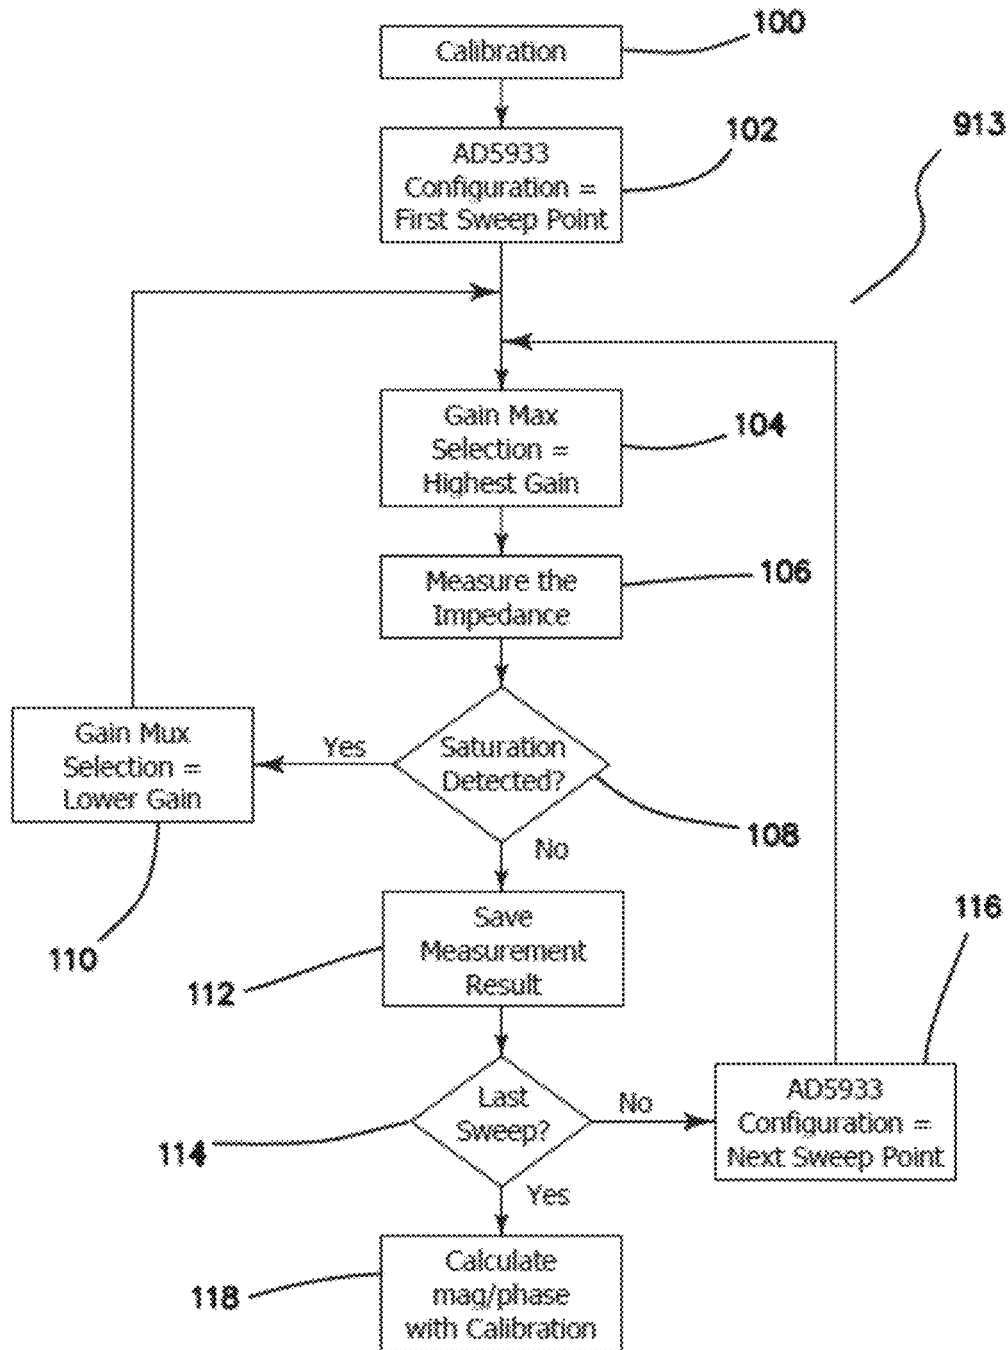 100
Calibration
102
913
AD5933
Configuration =
First Sweep Point
104
Gain Max
Selection =
Highest Gain
106
Measure the
Impedance
Gain Mux
Selection =
Lower Gain
Yes
Saturation
Detected?
108
No
110
112
Save
Measurement
Result
116
114
Last
Sweep?
No
AD5933
Configuration =
Next Sweep Point
Yes
118
Calculate
mag/phase
with Calibration